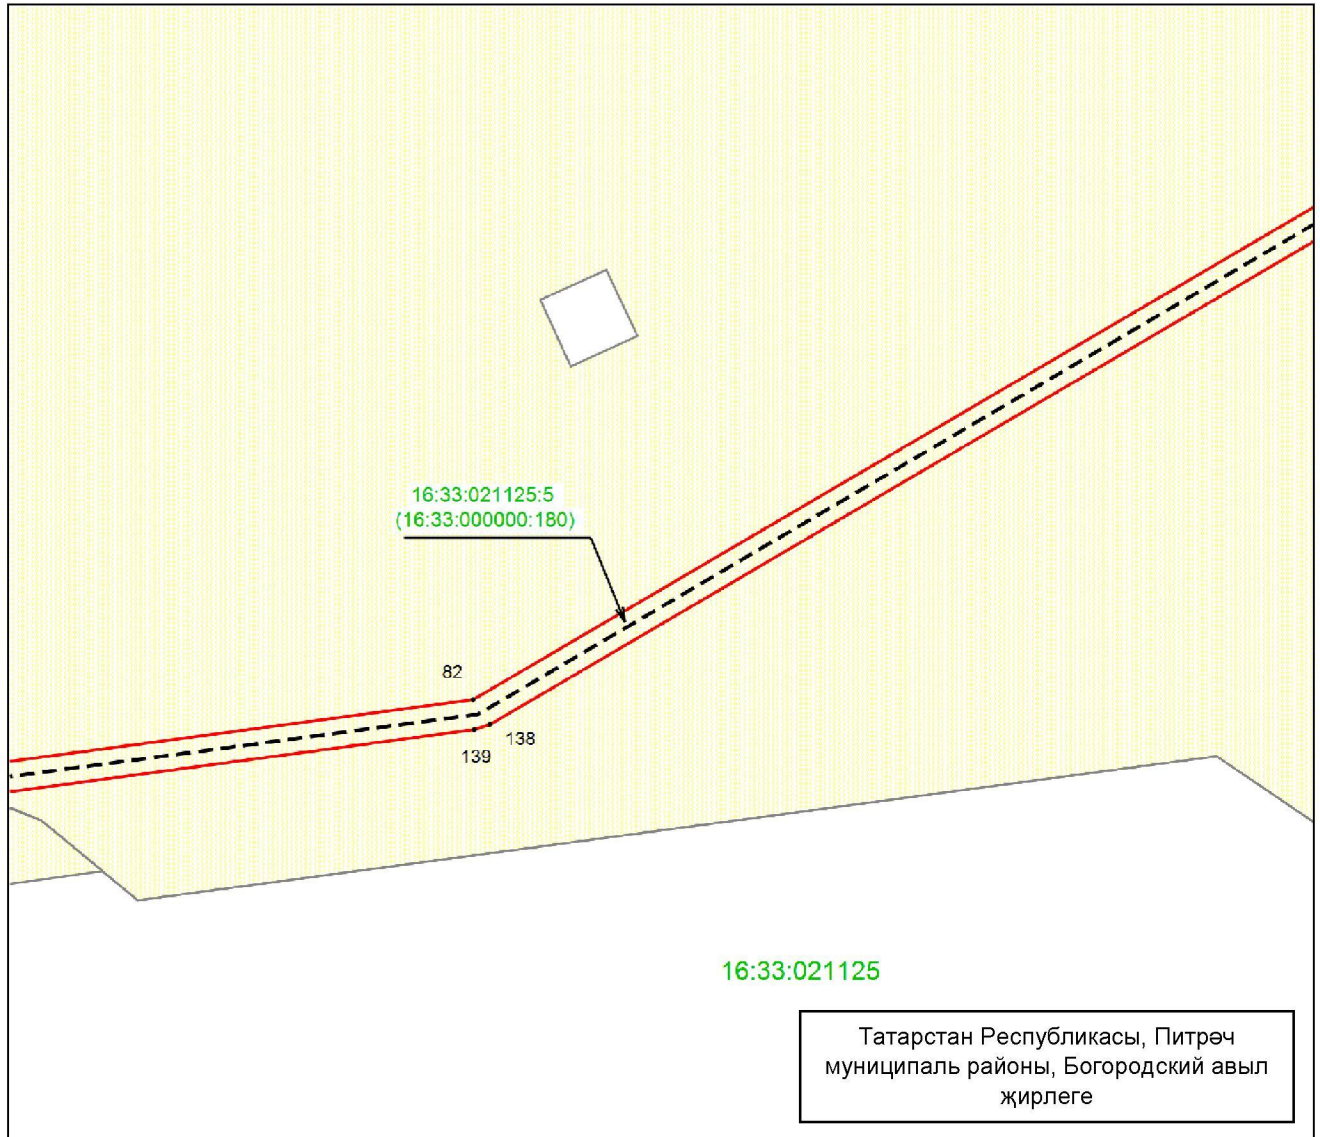 16:33:021125:5
(16:33:000000:180)
82
138
139
16:33:021125
Татарстан Республикасы, Питрәч
муниципаль районы, Богородский авыл
җирлеге